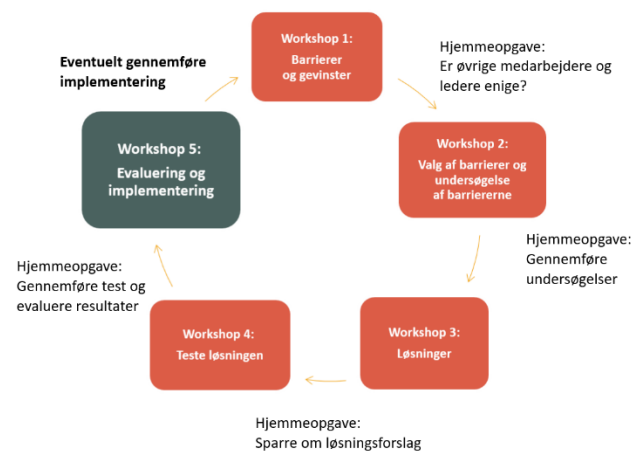 Workshop 1:
Barrierer
og gevinster
Hjemmeopgave:
Er øvrige medarbejdere og
ledere enige?
Workshop 2:
Valg af barrierer og
undersøgelse
af barriererne
Hjemmeopgave:
Gennemføre
undersøgelser
Workshop 3:
Løsninger
Hjemmeopgave:
Sparre om løsningsforslag
Workshop 4:
Teste løsningen
Hjemmeopgave:
Gennemføre test og
evaluere resultater
Workshop 5:
Evaluering og
implementering
Eventuelt gennemføre
implementering